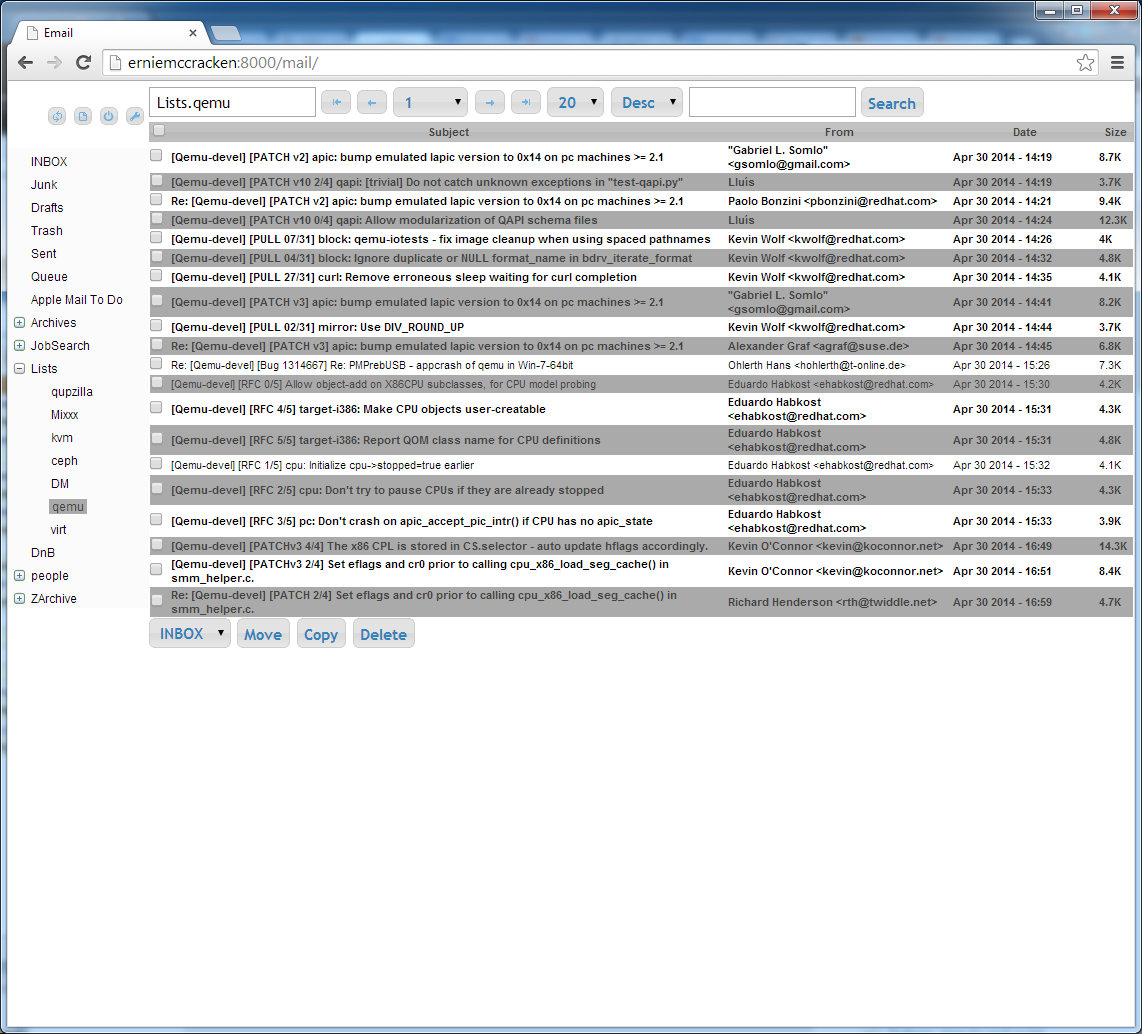 Email
erniemccracken:8000/mail/
Lists.qemu 1 20 Desc Search
Subject From Date Size
INBOX
Junk
Drafts
Trash
Sent
Queue
Apple Mail To Do
Archives
JobSearch
Lists
qupzilla
Mixxx
kvm
ceph
DM
qemu
virt
DnB
people
ZArchive
[Qemu-devel] [PATCH v2] apic: bump emulated lapic version to 0x14 on pc machines >= 2.1 "Gabriel L. Somlo" <gsomlo@gmail.com> Apr 30 2014 - 14:19 8.7K
[Qemu-devel] [PATCH v10 2/4] qapi: [trivial] Do not catch unknown exceptions in "test-qapi.py" Lluís Apr 30 2014 - 14:19 3.7K
Re: [Qemu-devel] [PATCH v2] apic: bump emulated lapic version to 0x14 on pc machines >= 2.1 Paolo Bonzini <pbonzini@redhat.com> Apr 30 2014 - 14:21 9.4K
[Qemu-devel] [PATCH v10 0/4] qapi: Allow modularization of QAPI schema files Lluís Apr 30 2014 - 14:24 12.3K
[Qemu-devel] [PULL 07/31] block: qemu-iotests - fix image cleanup when using spaced pathnames Kevin Wolf <kwolf@redhat.com> Apr 30 2014 - 14:26 4K
[Qemu-devel] [PULL 04/31] block: Ignore duplicate or NULL format_name in bdrv_iterate_format Kevin Wolf <kwolf@redhat.com> Apr 30 2014 - 14:32 4.8K
[Qemu-devel] [PULL 27/31] curl: Remove erroneous sleep waiting for curl completion Kevin Wolf <kwolf@redhat.com> Apr 30 2014 - 14:35 4.1K
[Qemu-devel] [PATCH v3] apic: bump emulated lapic version to 0x14 on pc machines >= 2.1 "Gabriel L. Somlo" <gsomlo@gmail.com> Apr 30 2014 - 14:41 8.2K
[Qemu-devel] [PULL 02/31] mirror: Use DIV_ROUND_UP Kevin Wolf <kwolf@redhat.com> Apr 30 2014 - 14:44 3.7K
Re: [Qemu-devel] [PATCH v3] apic: bump emulated lapic version to 0x14 on pc machines >= 2.1 Alexander Graf <agraf@suse.de> Apr 30 2014 - 14:45 6.8K
Re: [Qemu-devel] [Bug 1314667] Re: PMPrebUSB - appcrash of qemu in Win-7-64bit Ohlerth Hans <hohlerth@t-online.de> Apr 30 2014 - 15:26 7.3K
[Qemu-devel] [RFC 0/5] Allow object-add on X86CPU subclasses, for CPU model probing Eduardo Habkost <ehabkost@redhat.com> Apr 30 2014 - 15:30 4.2K
[Qemu-devel] [RFC 4/5] target-i386: Make CPU objects user-creatable Eduardo Habkost <ehabkost@redhat.com> Apr 30 2014 - 15:31 4.3K
[Qemu-devel] [RFC 5/5] target-i386: Report QOM class name for CPU definitions Eduardo Habkost <ehabkost@redhat.com> Apr 30 2014 - 15:31 4.8K
[Qemu-devel] [RFC 1/5] cpu: Initialize cpu->stopped=true earlier Eduardo Habkost <ehabkost@redhat.com> Apr 30 2014 - 15:32 4.1K
[Qemu-devel] [RFC 2/5] cpu: Don't try to pause CPUs if they are already stopped Eduardo Habkost <ehabkost@redhat.com> Apr 30 2014 - 15:33 4.3K
[Qemu-devel] [RFC 3/5] pc: Don't crash on apic_accept_pic_intr() if CPU has no apic_state Eduardo Habkost <ehabkost@redhat.com> Apr 30 2014 - 15:33 3.9K
[Qemu-devel] [PATCHv3 4/4] The x86 CPL is stored in CS.selector - auto update hflags accordingly. Kevin O'Connor <kevin@koconnor.net> Apr 30 2014 - 16:49 14.3K
[Qemu-devel] [PATCHv3 2/4] Set eflags and cr0 prior to calling cpu_x86_load_seg_cache() in smm_helper.c. Kevin O'Connor <kevin@koconnor.net> Apr 30 2014 - 16:51 8.4K
Re: [Qemu-devel] [PATCH 2/4] Set eflags and cr0 prior to calling cpu_x86_load_seg_cache() in smm_helper.c. Richard Henderson <rth@twiddle.net> Apr 30 2014 - 16:59 4.7K
INBOX Move Copy Delete